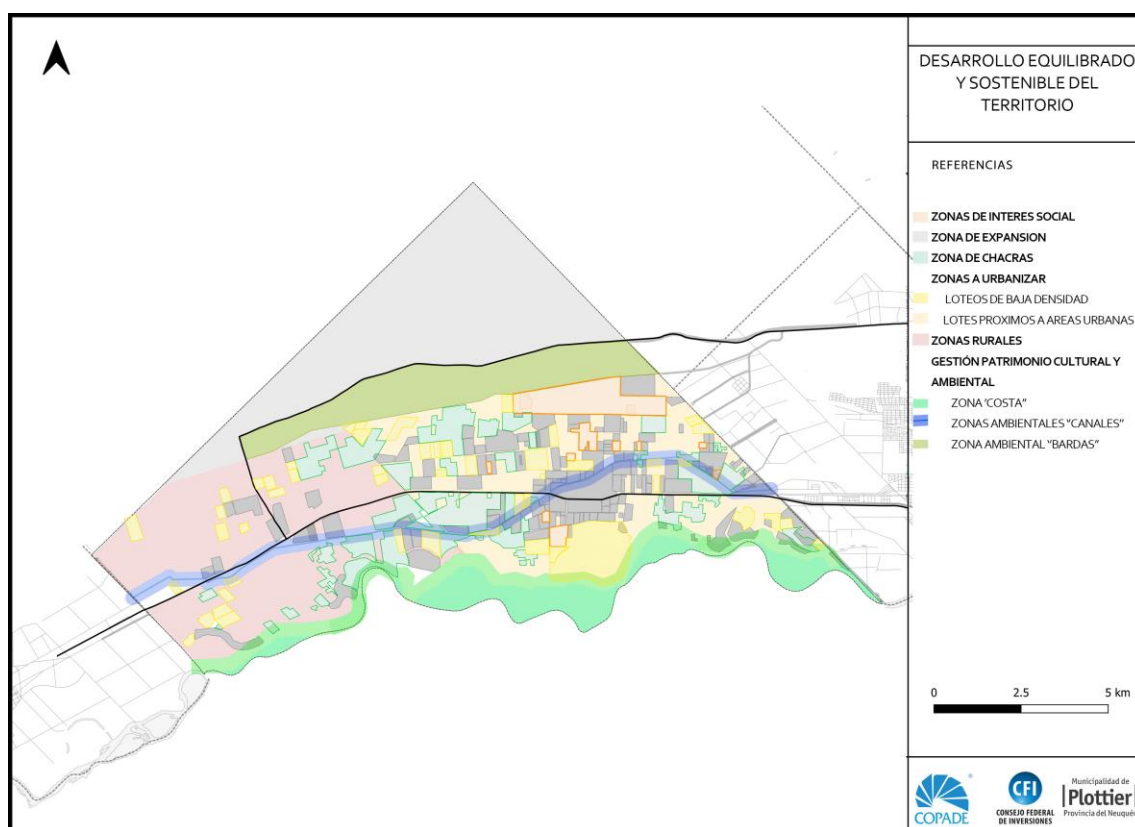 DESARROLLO EQUILIBRADO
Y SOSTENIBLE DEL
TERRITORIO
REFERENCIAS
ZONAS DE INTERES SOCIAL
ZONA DE EXPANSION
ZONA DE CHACRAS
ZONAS A URBANIZAR
LOTEOS DE BAJA DENSIDAD
LOTES PROXIMOS A AREAS URBANAS
ZONAS RURALES
GESTIÓN PATRIMONIO CULTURAL Y
AMBIENTAL
ZONA "COSTA"
ZONAS AMBIENTALES "CANALES"
ZONA AMBIENTAL "BARDAS"
0 2.5 5 km
COPADE
CFI
CONSEJO FEDERAL
DE INVERSIONES
Municipalidad de
Plottier
Provincia del Neuquén